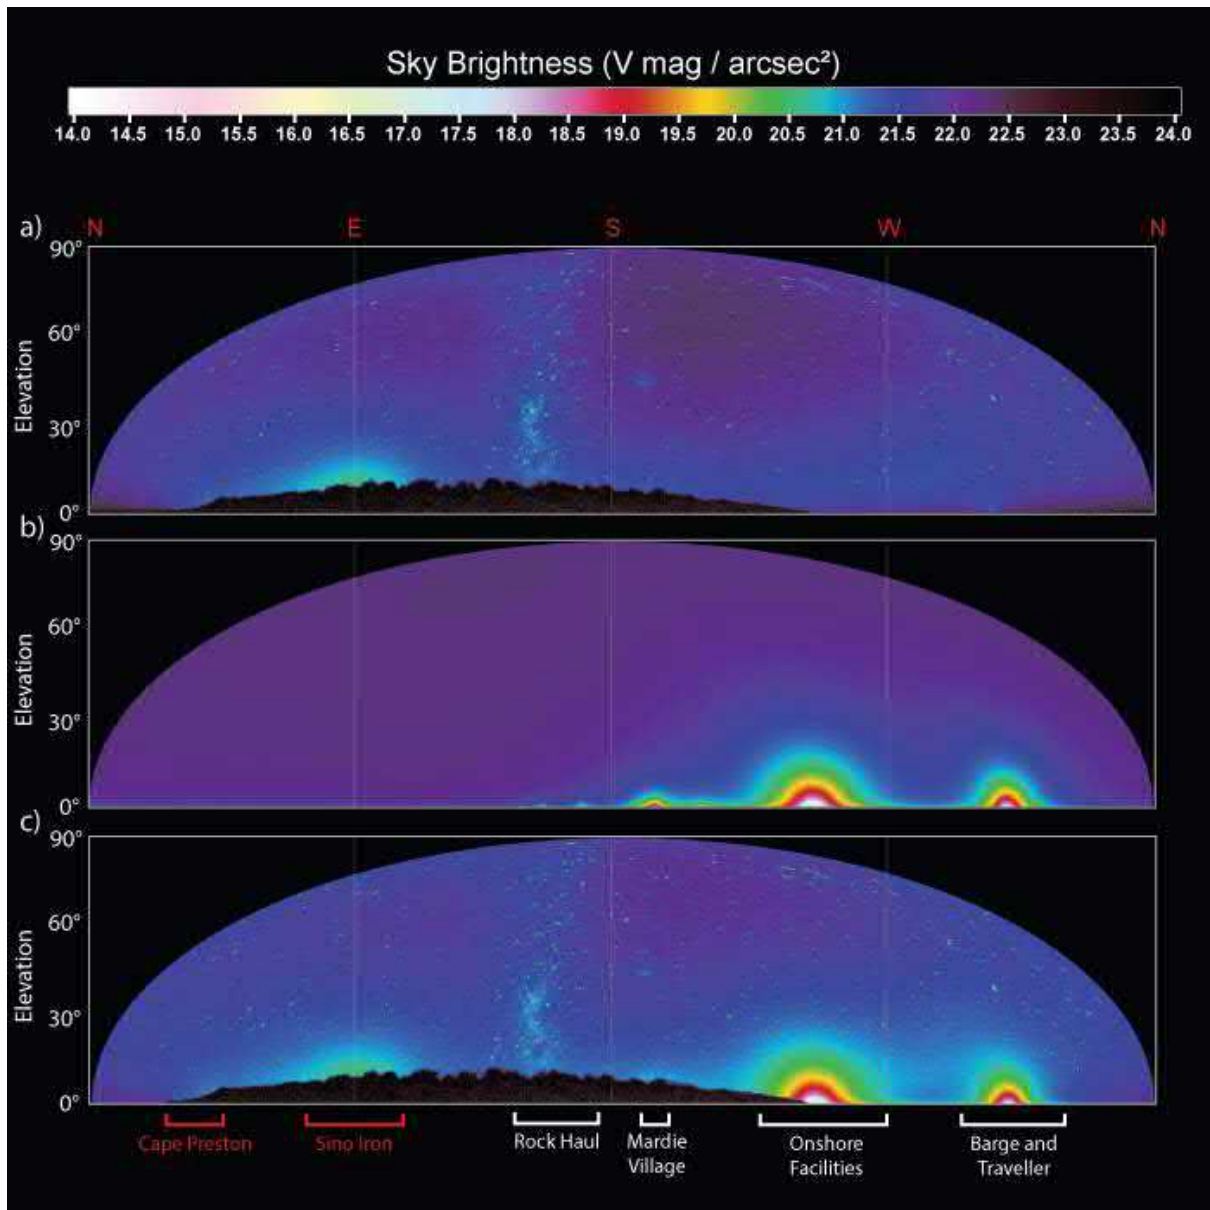 Sky Brightness (V mag / arcsec²)
14.0 14.5 15.0 15.5 16.0 16.5 17.0 17.5 18.0 18.5 19.0 19.5 20.0 20.5 21.0 21.5 22.0 22.5 23.0 23.5 24.0
a)
N E S W N
90°
60°
30°
0°
Elevation
b)
90°
60°
30°
0°
Elevation
c)
90°
60°
30°
0°
Elevation
Cape Preston
Sino Iron
Rock Haul
Mardie
Village
Onshore
Facilities
Barge and
Traveller